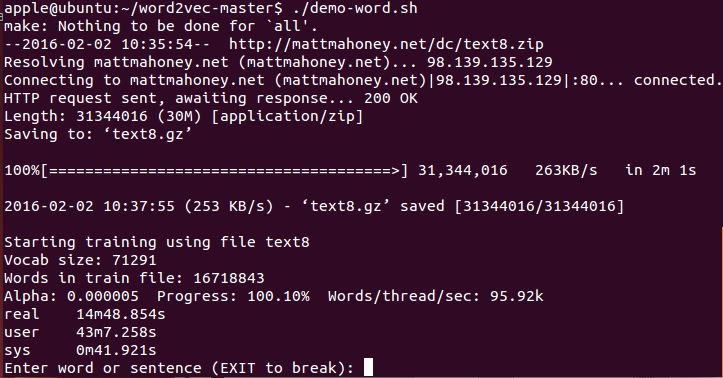 apple@ubuntu:~/word2vec-master$ ./demo-word.sh
make: Nothing to be done for `all'.
--2016-02-02 10:35:54--  http://mattmahoney.net/dc/text8.zip
Resolving mattmahoney.net (mattmahoney.net)... 98.139.135.129
Connecting to mattmahoney.net (mattmahoney.net)|98.139.135.129|:80... connected.
HTTP request sent, awaiting response... 200 OK
Length: 31344016 (30M) [application/zip]
Saving to: ‘text8.gz’
100%[======================================>] 31,344,016   263KB/s   in 2m 1s
2016-02-02 10:37:55 (253 KB/s) - ‘text8.gz’ saved [31344016/31344016]
Starting training using file text8
Vocab size: 71291
Words in train file: 16718843
Alpha: 0.000005  Progress: 100.10%  Words/thread/sec: 95.92k
real    14m48.854s
user    43m7.258s
sys     0m41.921s
Enter word or sentence (EXIT to break):